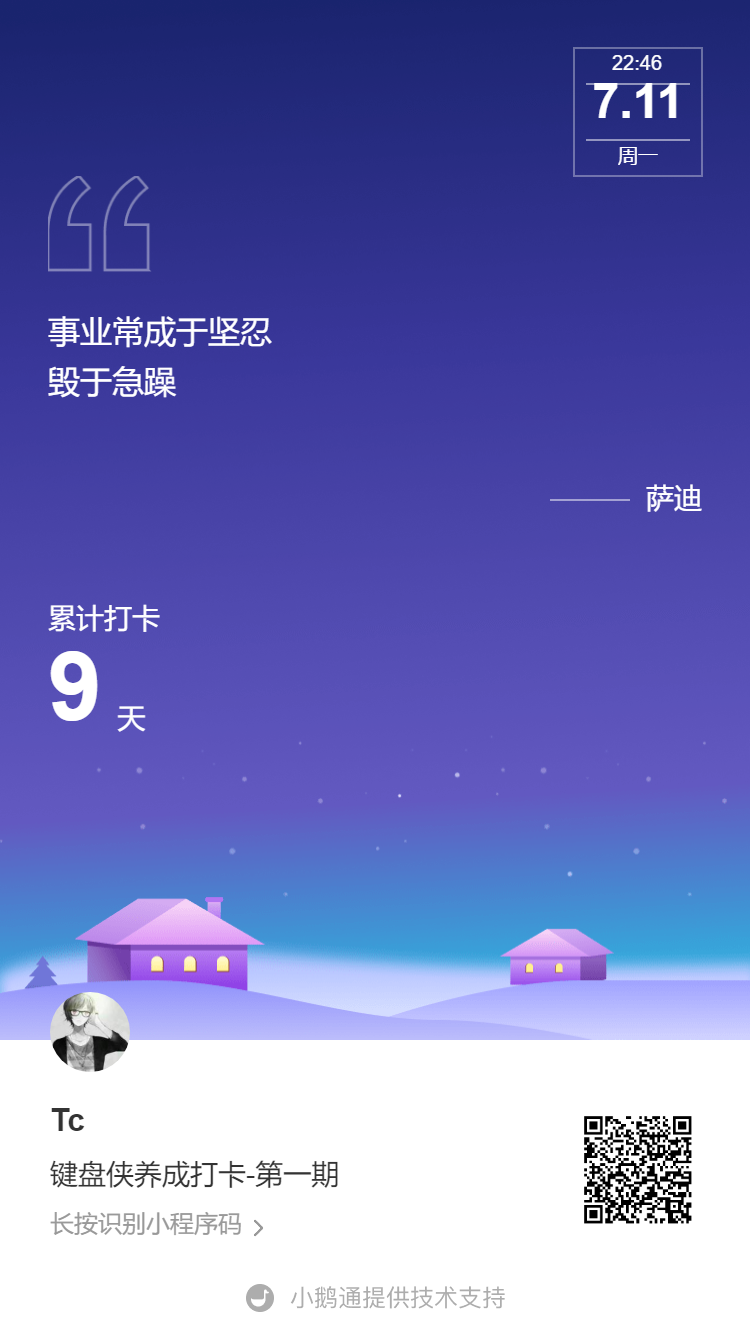 22:46
7.11
周一
事业常成于坚忍
毁于急躁
萨迪
累计打卡
9 天
Tc
键盘侠养成打卡-第一期
长按识别小程序码
小鹅通提供技术支持